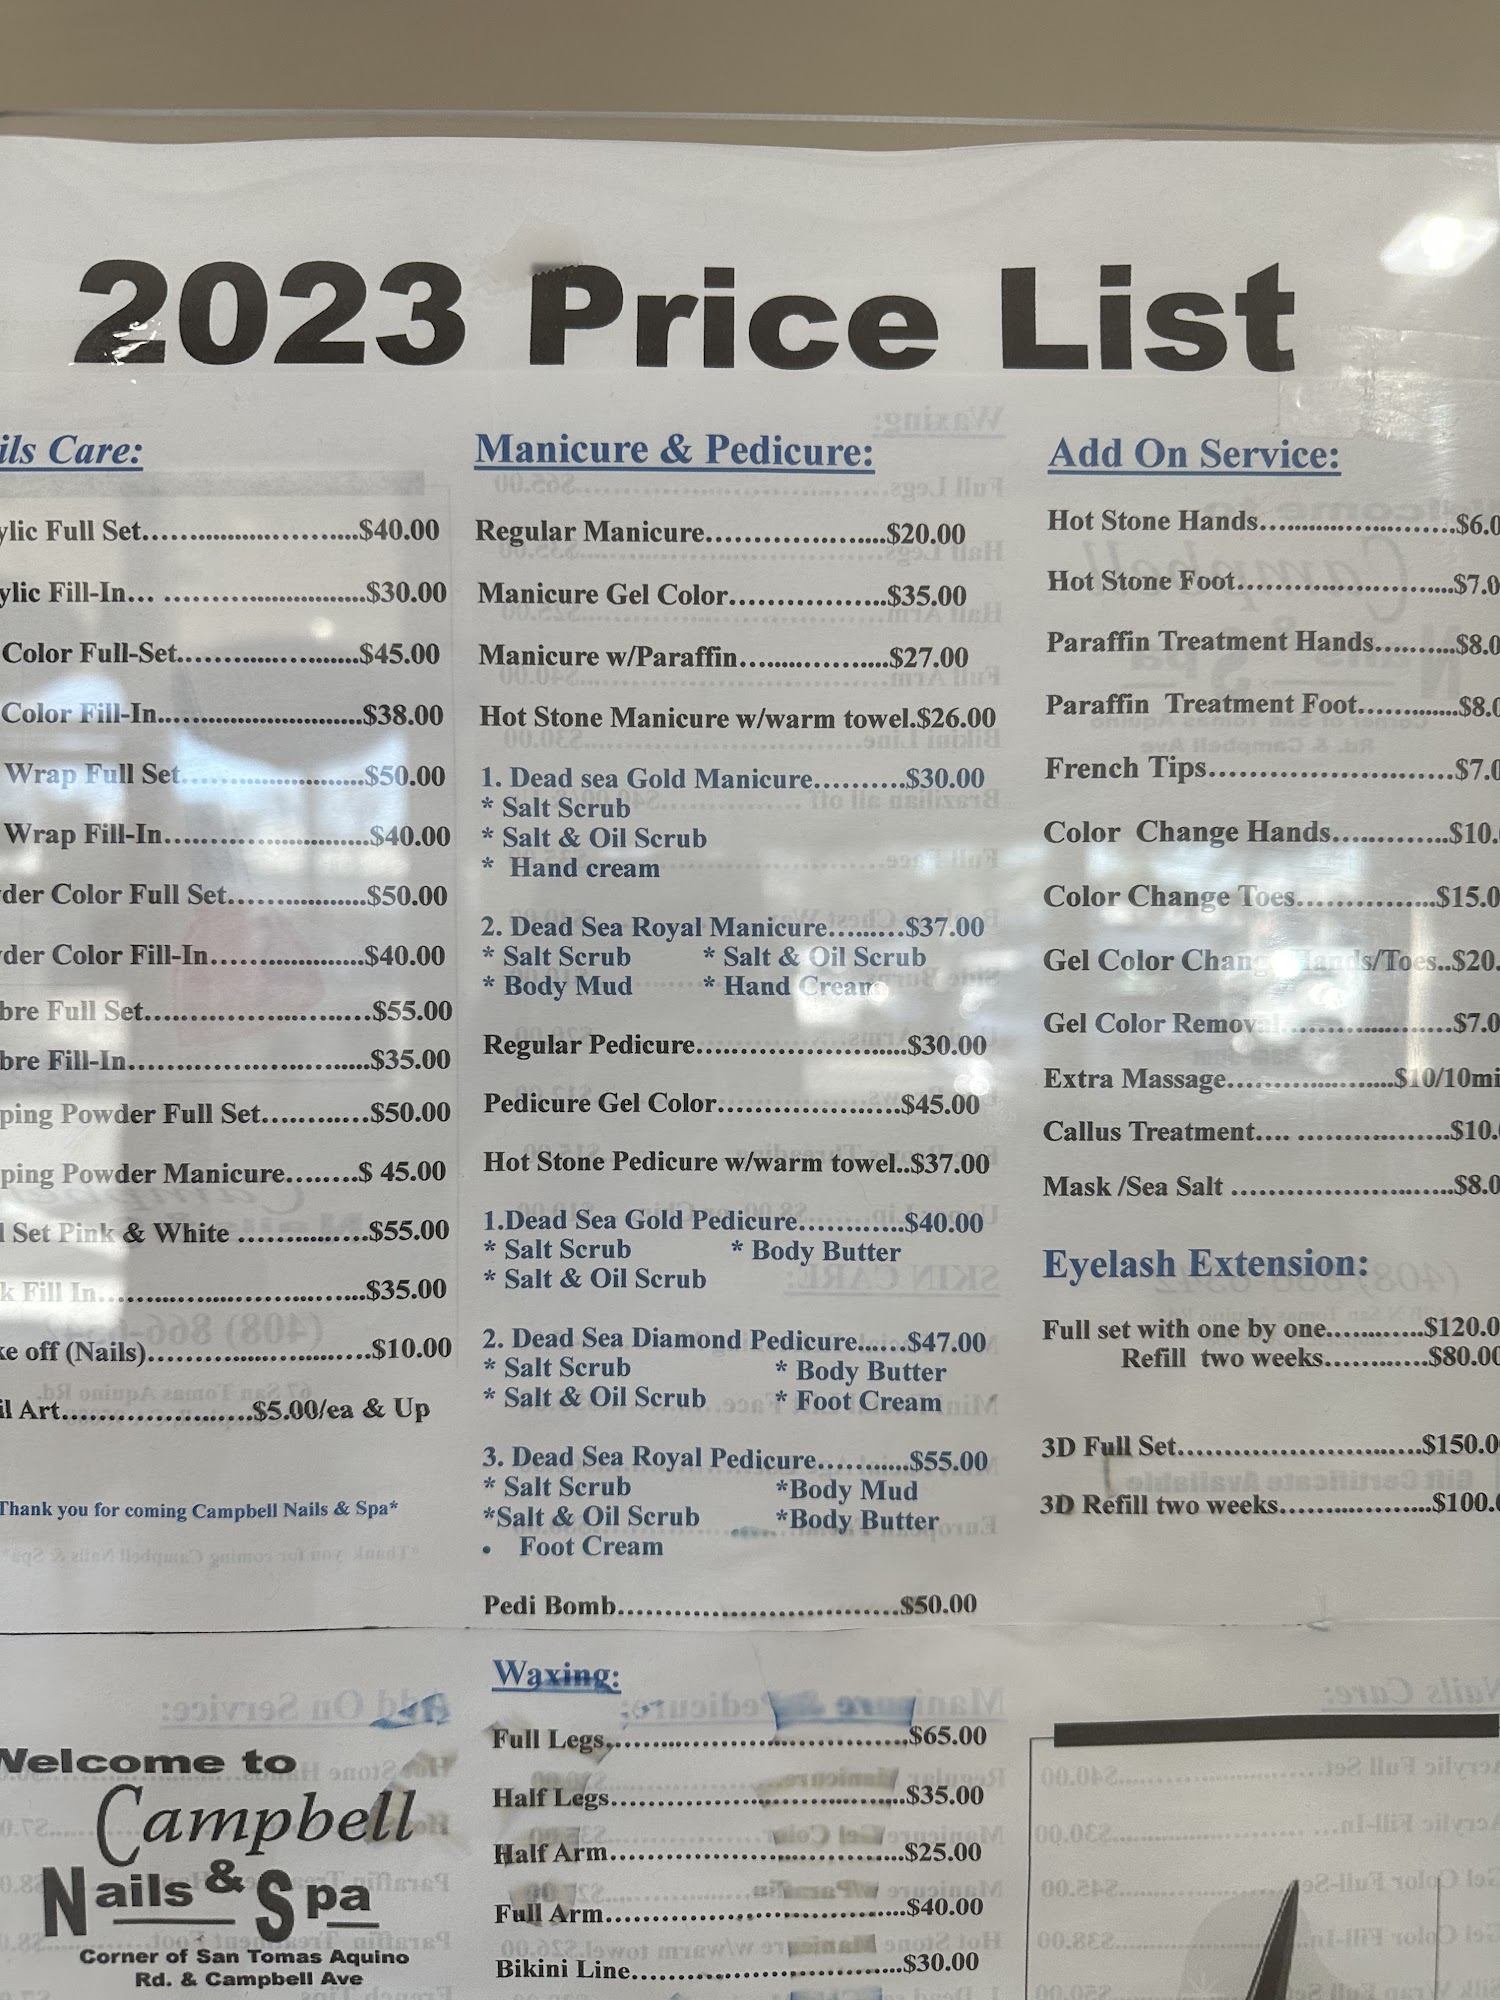 2023 Price List
ils Care:
ylic Full Set..............................$40.00
ylic Fill-In... ............................$30.00
Color Full-Set...........................$45.00
Color Fill-In..............................$38.00
Wrap Full Set...........................$50.00
Wrap Fill-In..............................$40.00
der Color Full Set....................$50.00
der Color Fill-In.......................$40.00
bre Full Set...............................$55.00
bre Fill-In.................................$35.00
ping Powder Full Set...............$50.00
ping Powder Manicure.........$ 45.00
l Set Pink & White ..................$55.00
k Fill In....................................$35.00
ke off (Nails)..............................$10.00
il Art.........................$5.00/ea & Up
Thank you for coming Campbell Nails & Spa*
Manicure & Pedicure:
Regular Manicure........................$20.00
Manicure Gel Color....................$35.00
Manicure w/Paraffin...................$27.00
Hot Stone Manicure w/warm towel.$26.00
1. Dead sea Gold Manicure..........$30.00
* Salt Scrub
* Salt & Oil Scrub
* Hand cream
2. Dead Sea Royal Manicure.........$37.00
* Salt Scrub * Salt & Oil Scrub
* Body Mud * Hand Cream
Regular Pedicure..........................$30.00
Pedicure Gel Color.......................$45.00
Hot Stone Pedicure w/warm towel..$37.00
1.Dead Sea Gold Pedicure............$40.00
* Salt Scrub * Body Butter
* Salt & Oil Scrub
2. Dead Sea Diamond Pedicure......$47.00
* Salt Scrub * Body Butter
* Salt & Oil Scrub * Foot Cream
3. Dead Sea Royal Pedicure...........$55.00
* Salt Scrub *Body Mud
*Salt & Oil Scrub *Body Butter
• Foot Cream
Pedi Bomb..................................$50.00
Add On Service:
Hot Stone Hands.........................$6.0
Hot Stone Foot...........................$7.0
Paraffin Treatment Hands..........$8.0
Paraffin Treatment Foot.............$8.0
French Tips...............................$7.0
Color Change Hands...............$10.
Color Change Toes..................$15.0
Gel Color Chang Hands/Toes..$20.
Gel Color Remov.....................$7.0
Extra Massage.....................$10/10mi
Callus Treatment.... ...................$10.
Mask /Sea Salt ...........................$8.0
Eyelash Extension:
Full set with one by one............$120.0
Refill two weeks.............$80.00
3D Full Set..............................$150.0
3D Refill two weeks...................$100.
Waxing:
Full Legs......................................$65.00
Half Legs.....................................$35.00
Half Arm.....................................$25.00
Full Arm......................................$40.00
Bikini Line..................................$30.00
Welcome to
Campbell
Nails & Spa
Corner of San Tomas Aquino
Rd. & Campbell Ave